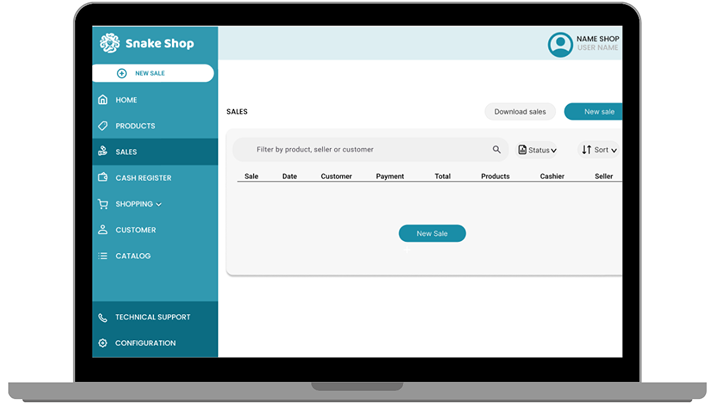 Snake Shop
NAME SHOP
USER NAME
NEW SALE
HOME
PRODUCTS
SALES
CASH REGISTER
SHOPPING
CUSTOMER
CATALOG
TECHNICAL SUPPORT
CONFIGURATION
SALES
Download sales
New sale
Filter by product, seller or customer
Status
Sort
Sale Date Customer Payment Total Products Cashier Seller
New Sale